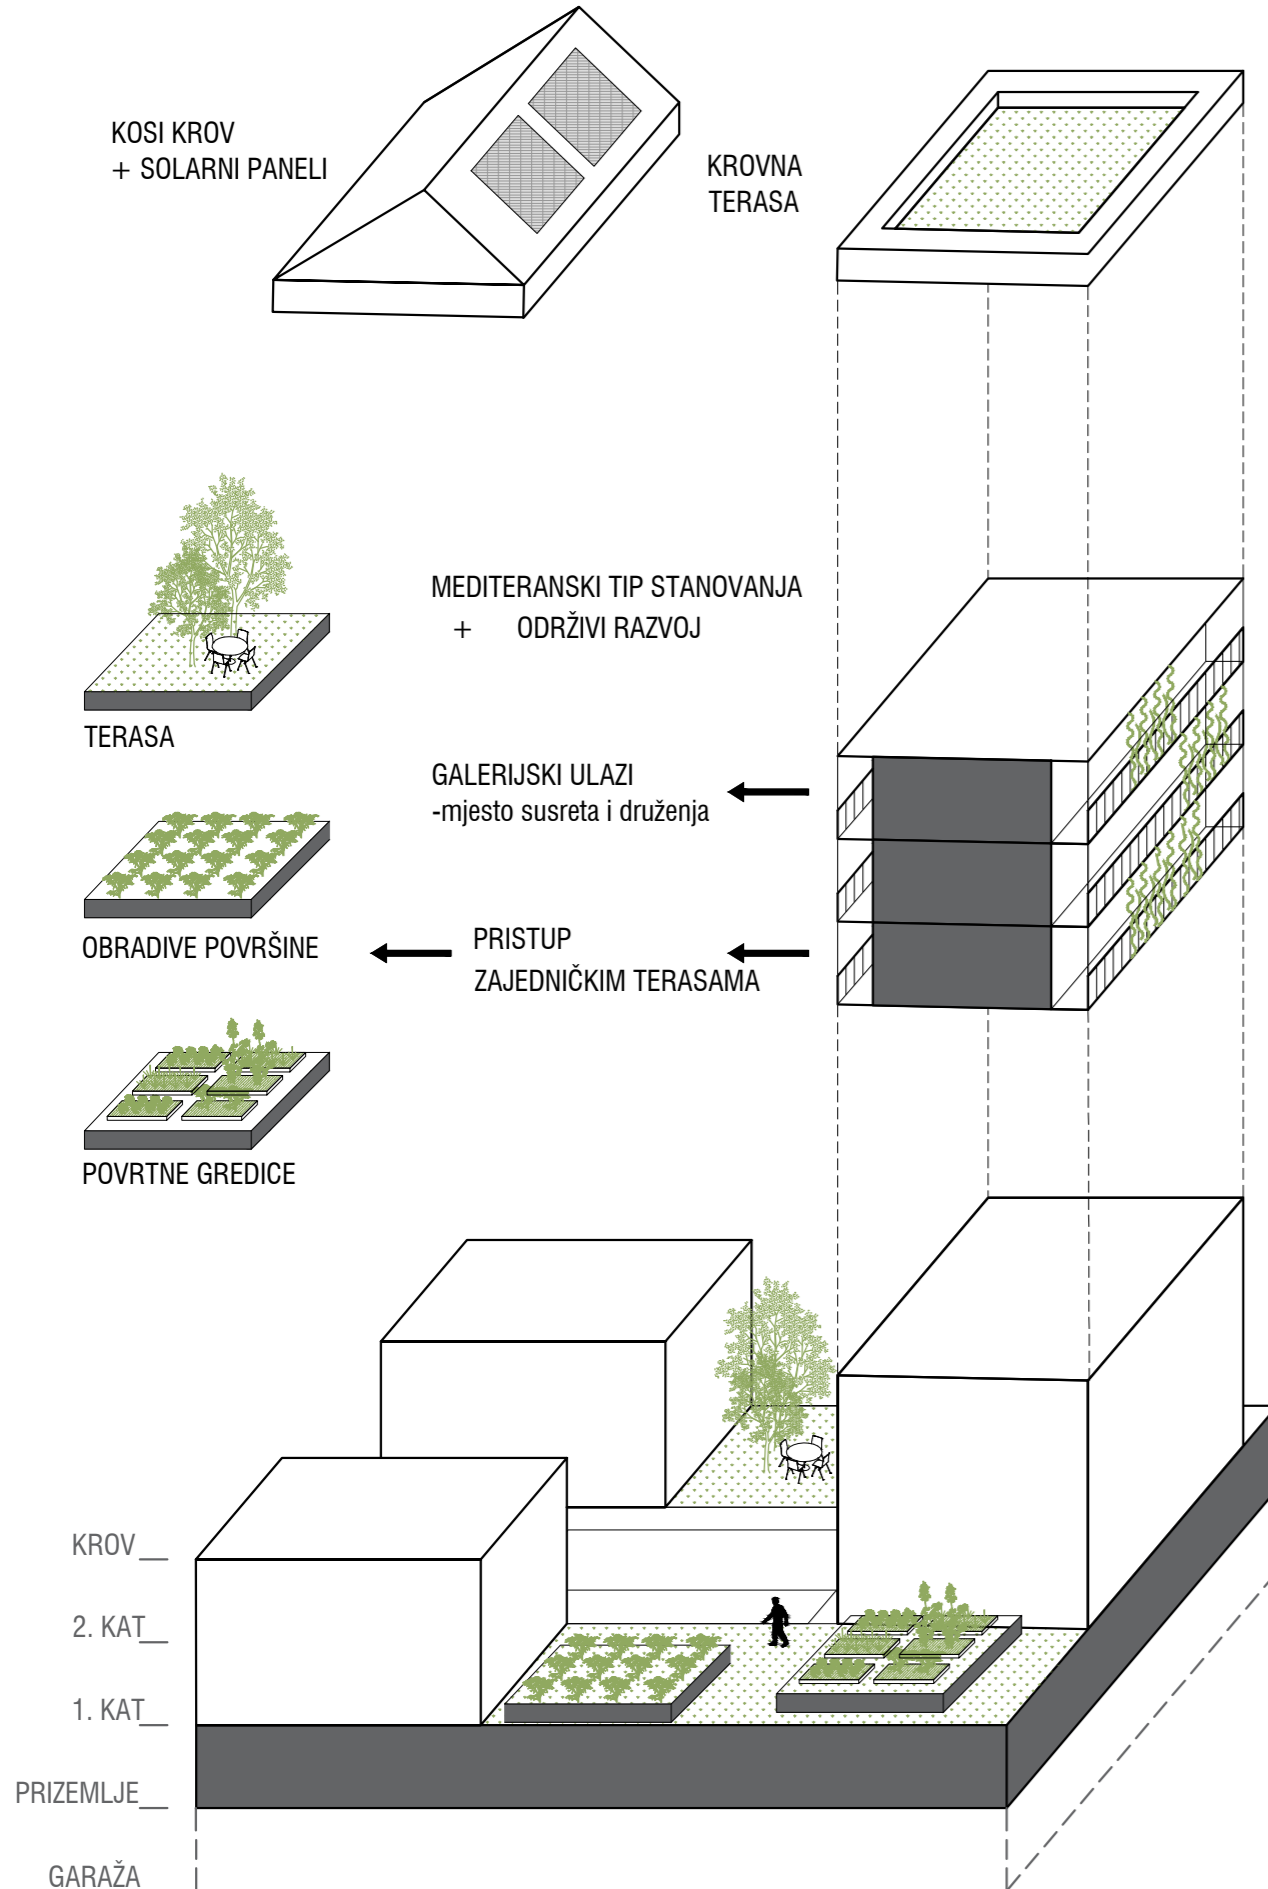 KOSI KROV
+ SOLARNI PANELI
KROVNA
TERASA
MEDITERANSKI TIP STANOVANJA
+ ODRŽIVI RAZVOJ
TERASA
GALERIJSKI ULAZI
-mjesto susreta i druženja
OBRADIVE POVRŠINE
PRISTUP
ZAJEDNIČKIM TERASAMA
POVRTNE GREDICE
KROV
2. KAT
1. KAT
PRIZEMLJE
GARAŽA